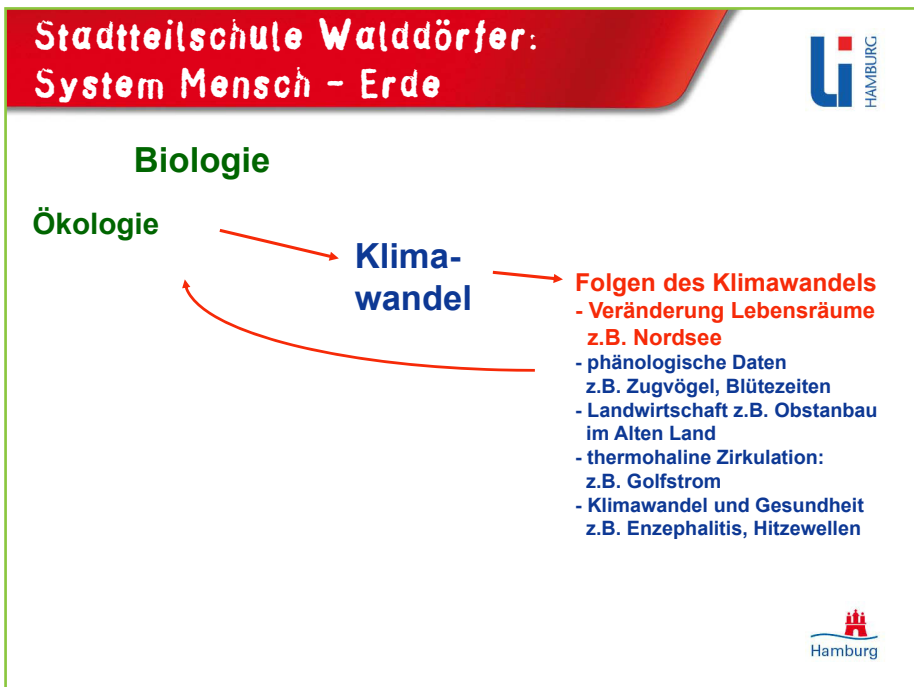 Stadtteilschule Walddörfer:
System Mensch - Erde
li
HAMBURG
Biologie
Ökologie
Klima-
wandel
Folgen des Klimawandels
- Veränderung Lebensräume
z.B. Nordsee
- phänologische Daten
z.B. Zugvögel, Blütezeiten
- Landwirtschaft z.B. Obstanbau
im Alten Land
- thermohaline Zirkulation:
z.B. Golfstrom
- Klimawandel und Gesundheit
z.B. Enzephalitis, Hitzewellen
Hamburg